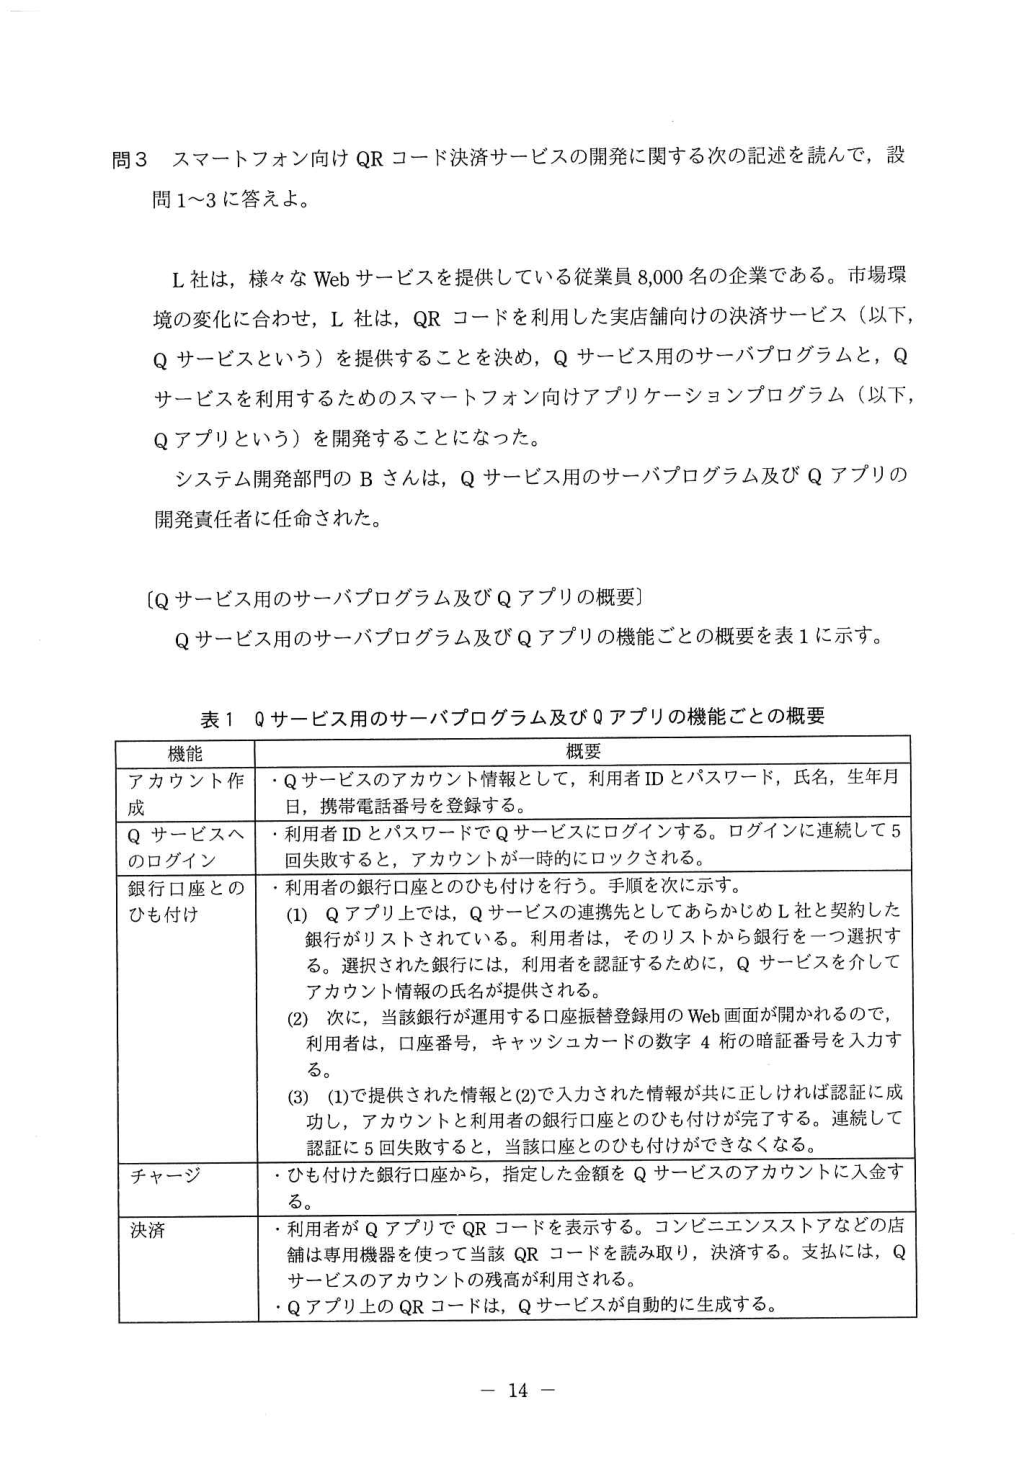 問3 スマートフォン向け QR コード決済サービスの開発に関する次の記述を読んで，設
問 1～3 に答えよ。
L 社は，様々な Web サービスを提供している従業員 8,000 名の企業である。市場環
境の変化に合わせ，L 社は，QR コードを利用した実店舗向けの決済サービス（以下，
Q サービスという）を提供することを決め，Q サービス用のサーバプログラムと，Q
サービスを利用するためのスマートフォン向けアプリケーションプログラム（以下，
Q アプリという）を開発することになった。
システム開発部門の B さんは，Q サービス用のサーバプログラム及び Q アプリの
開発責任者に任命された。
〔Q サービス用のサーバプログラム及び Q アプリの概要〕
Q サービス用のサーバプログラム及び Q アプリの機能ごとの概要を表 1 に示す。
表 1 Q サービス用のサーバプログラム及び Q アプリの機能ごとの概要
機能 概要
アカウント作
成
・Q サービスのアカウント情報として，利用者 ID とパスワード，氏名，生年月
日，携帯電話番号を登録する。
Q サービスへ
のログイン
・利用者 ID とパスワードで Q サービスにログインする。ログインに連続して 5
回失敗すると，アカウントが一時的にロックされる。
銀行口座との
ひも付け
・利用者の銀行口座とのひも付けを行う。手順を次に示す。
(1) Q アプリ上では，Q サービスの連携先としてあらかじめ L 社と契約した
銀行がリストされている。利用者は，そのリストから銀行を一つ選択す
る。選択された銀行には，利用者を認証するために，Q サービスを介して
アカウント情報の氏名が提供される。
(2) 次に，当該銀行が運用する口座振替登録用の Web 画面が開かれるので，
利用者は，口座番号，キャッシュカードの数字 4 桁の暗証番号を入力す
る。
(3) (1)で提供された情報と(2)で入力された情報が共に正しければ認証に成
功し，アカウントと利用者の銀行口座とのひも付けが完了する。連続して
認証に 5 回失敗すると，当該口座とのひも付けができなくなる。
チャージ
・ひも付けた銀行口座から，指定した金額を Q サービスのアカウントに入金す
る。
決済
・利用者が Q アプリで QR コードを表示する。コンビニエンスストアなどの店
舗は専用機器を使って当該 QR コードを読み取り，決済する。支払には，Q
サービスのアカウントの残高が利用される。
・Q アプリ上の QR コードは，Q サービスが自動的に生成する。
－ 14 －